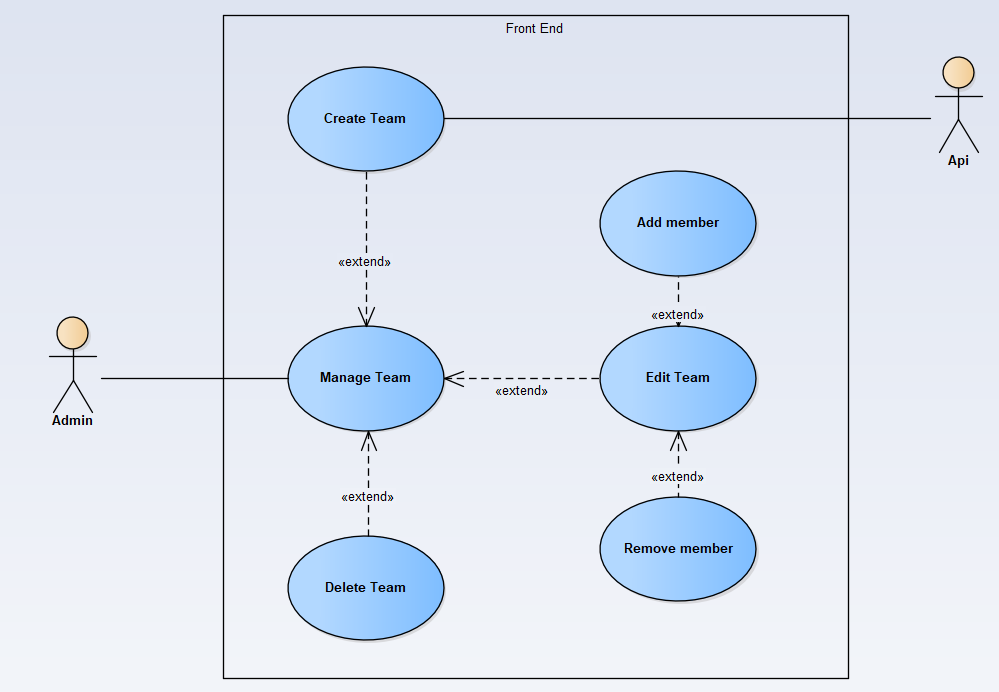 Front End
Create Team
Api
Add member
«extend»
«extend»
Admin
Manage Team
Edit Team
«extend»
«extend»
«extend»
Remove member
Delete Team